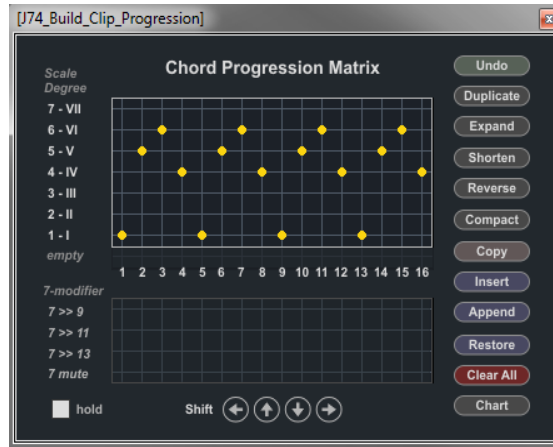 [J74_Build_Clip_Progression]
Scale
Degree
Chord Progression Matrix
7 - VII
6 - VI
5 - V
4 - IV
3 - III
2 - II
1 - I
empty
1 2 3 4 5 6 7 8 9 10 11 12 13 14 15 16
7-modifier
7 >> 9
7 >> 11
7 >> 13
7 mute
hold
Shift
Undo
Duplicate
Expand
Shorten
Reverse
Compact
Copy
Insert
Append
Restore
Clear All
Chart